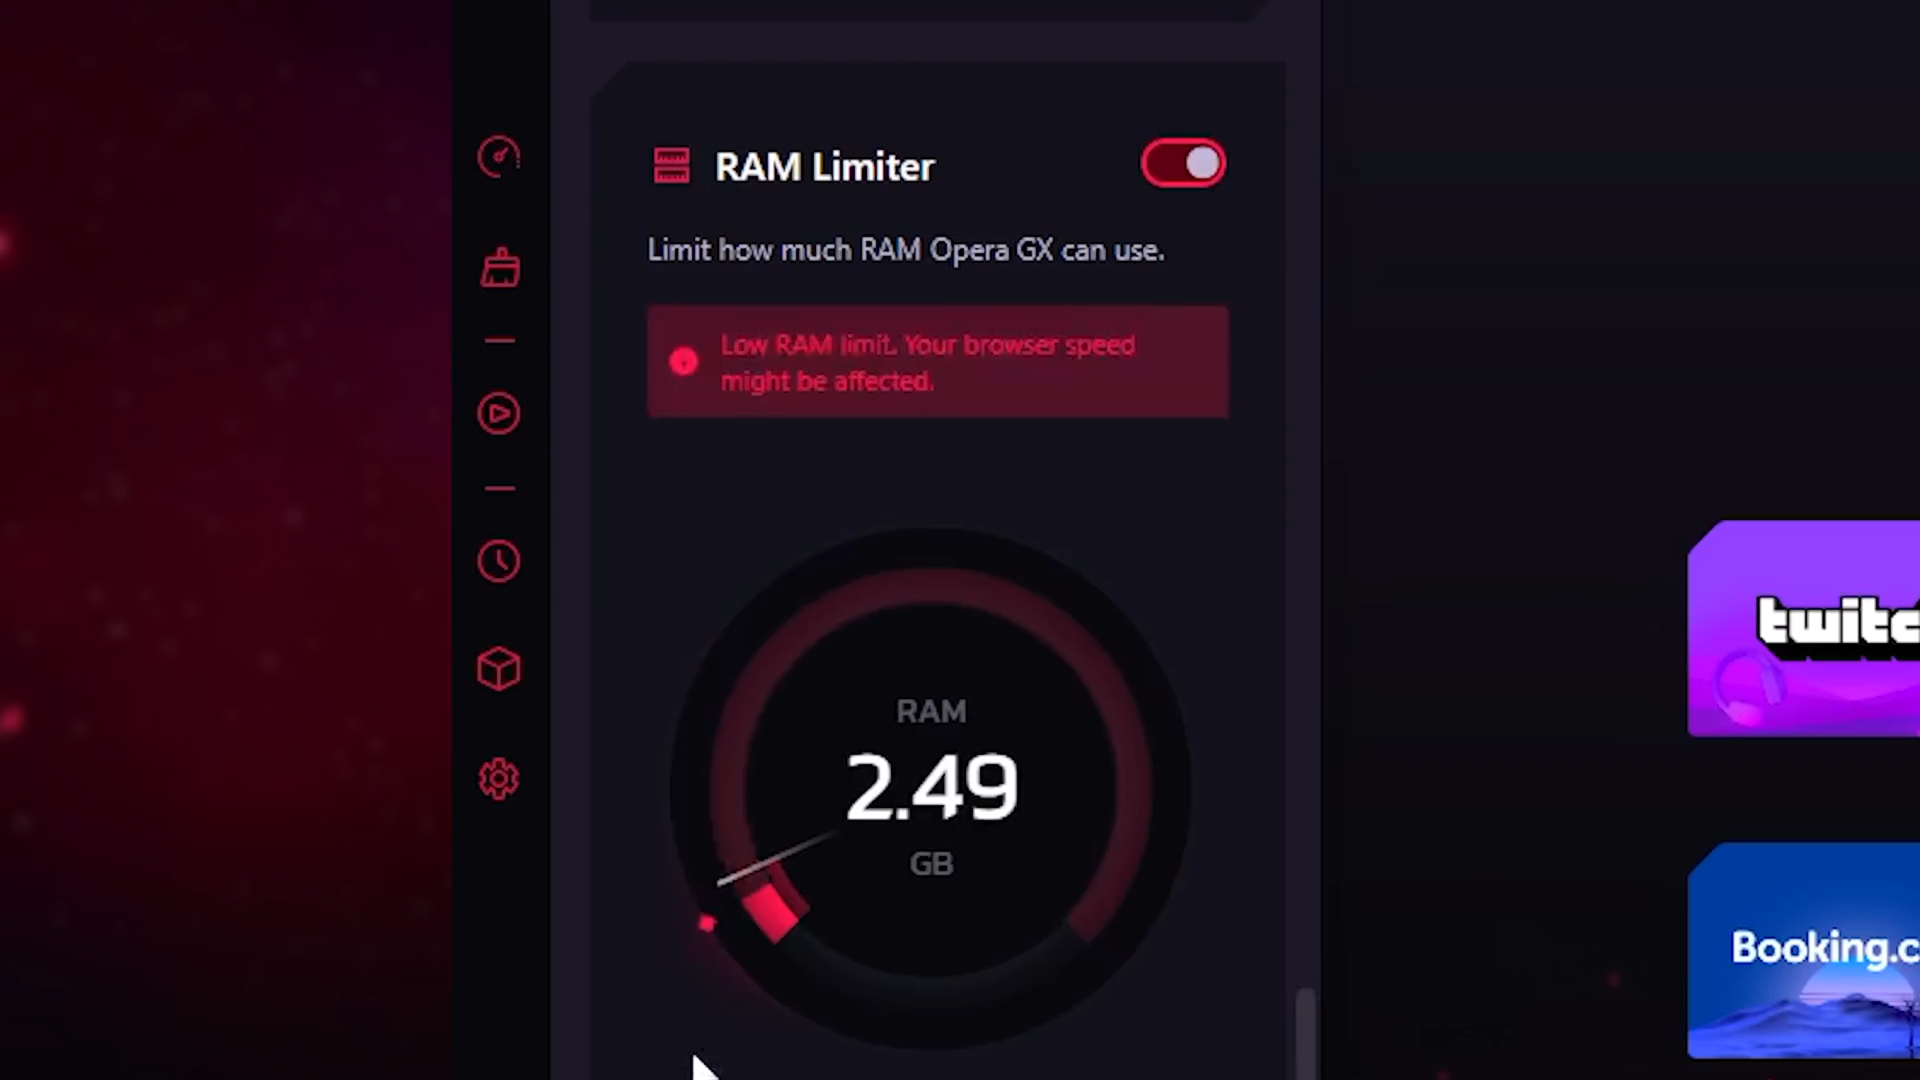 RAM Limiter
Limit how much RAM Opera GX can use.
Low RAM limit. Your browser speed
might be affected.
RAM
2.49
GB
twitc
Booking.c